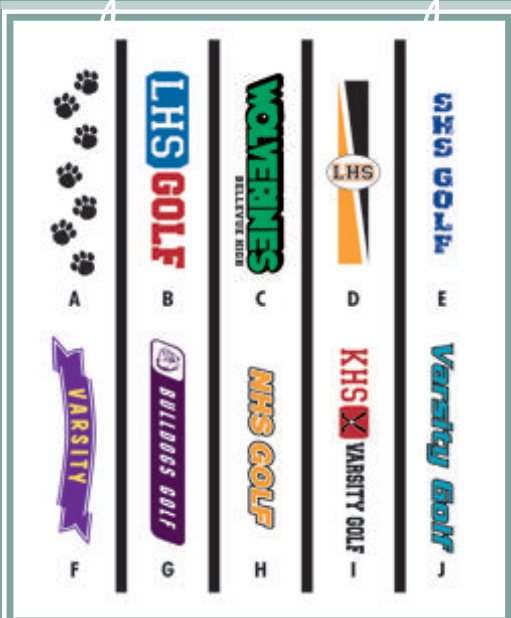 A
LHS GOLF
B
WOLVERINES
BELLEVUE HIGH
C
LHS
D
SHS GOLF
E
VARSITY
F
BULLDOGS GOLF
G
NHS GOLF
H
KHS
VARSITY GOLF
I
Varsity Golf
J